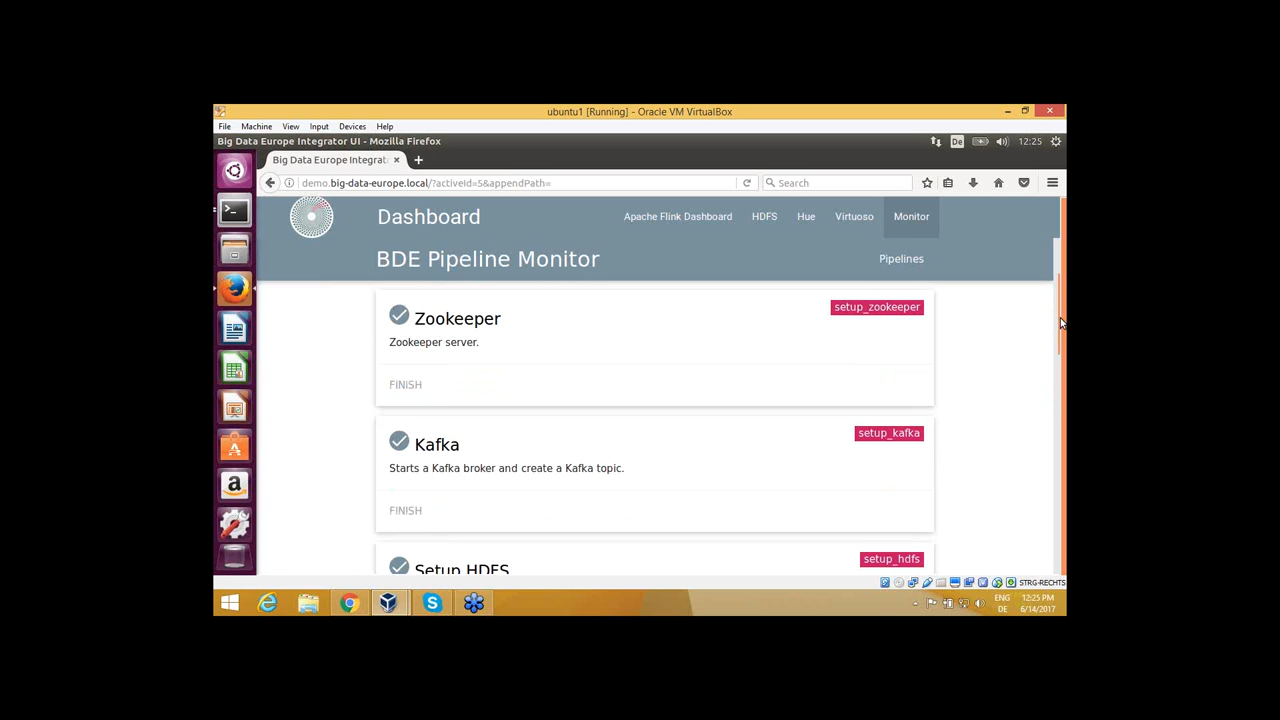 ubuntu1 [Running] - Oracle VM VirtualBox
File Machine View Input Devices Help
Big Data Europe Integrator UI - Mozilla Firefox
De
12:25
Big Data Europe Integrat
demo.big-data-europe.local/?activeId=5&appendPath=
Search
Dashboard
Apache Flink Dashboard HDFS Hue Virtuoso Monitor
BDE Pipeline Monitor
Pipelines
Zookeeper
setup_zookeeper
Zookeeper server.
FINISH
Kafka
setup_kafka
Starts a Kafka broker and create a Kafka topic.
FINISH
Setup HDFS
setup_hdfs
STRG-RECHTS
ENG
DE
12:25 PM
6/14/2017